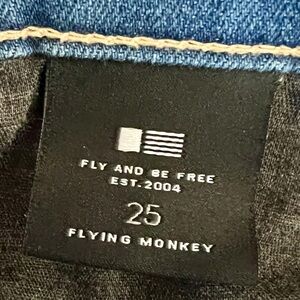 FLY AND BE FREE
EST.2004
25
FLYING MONKEY